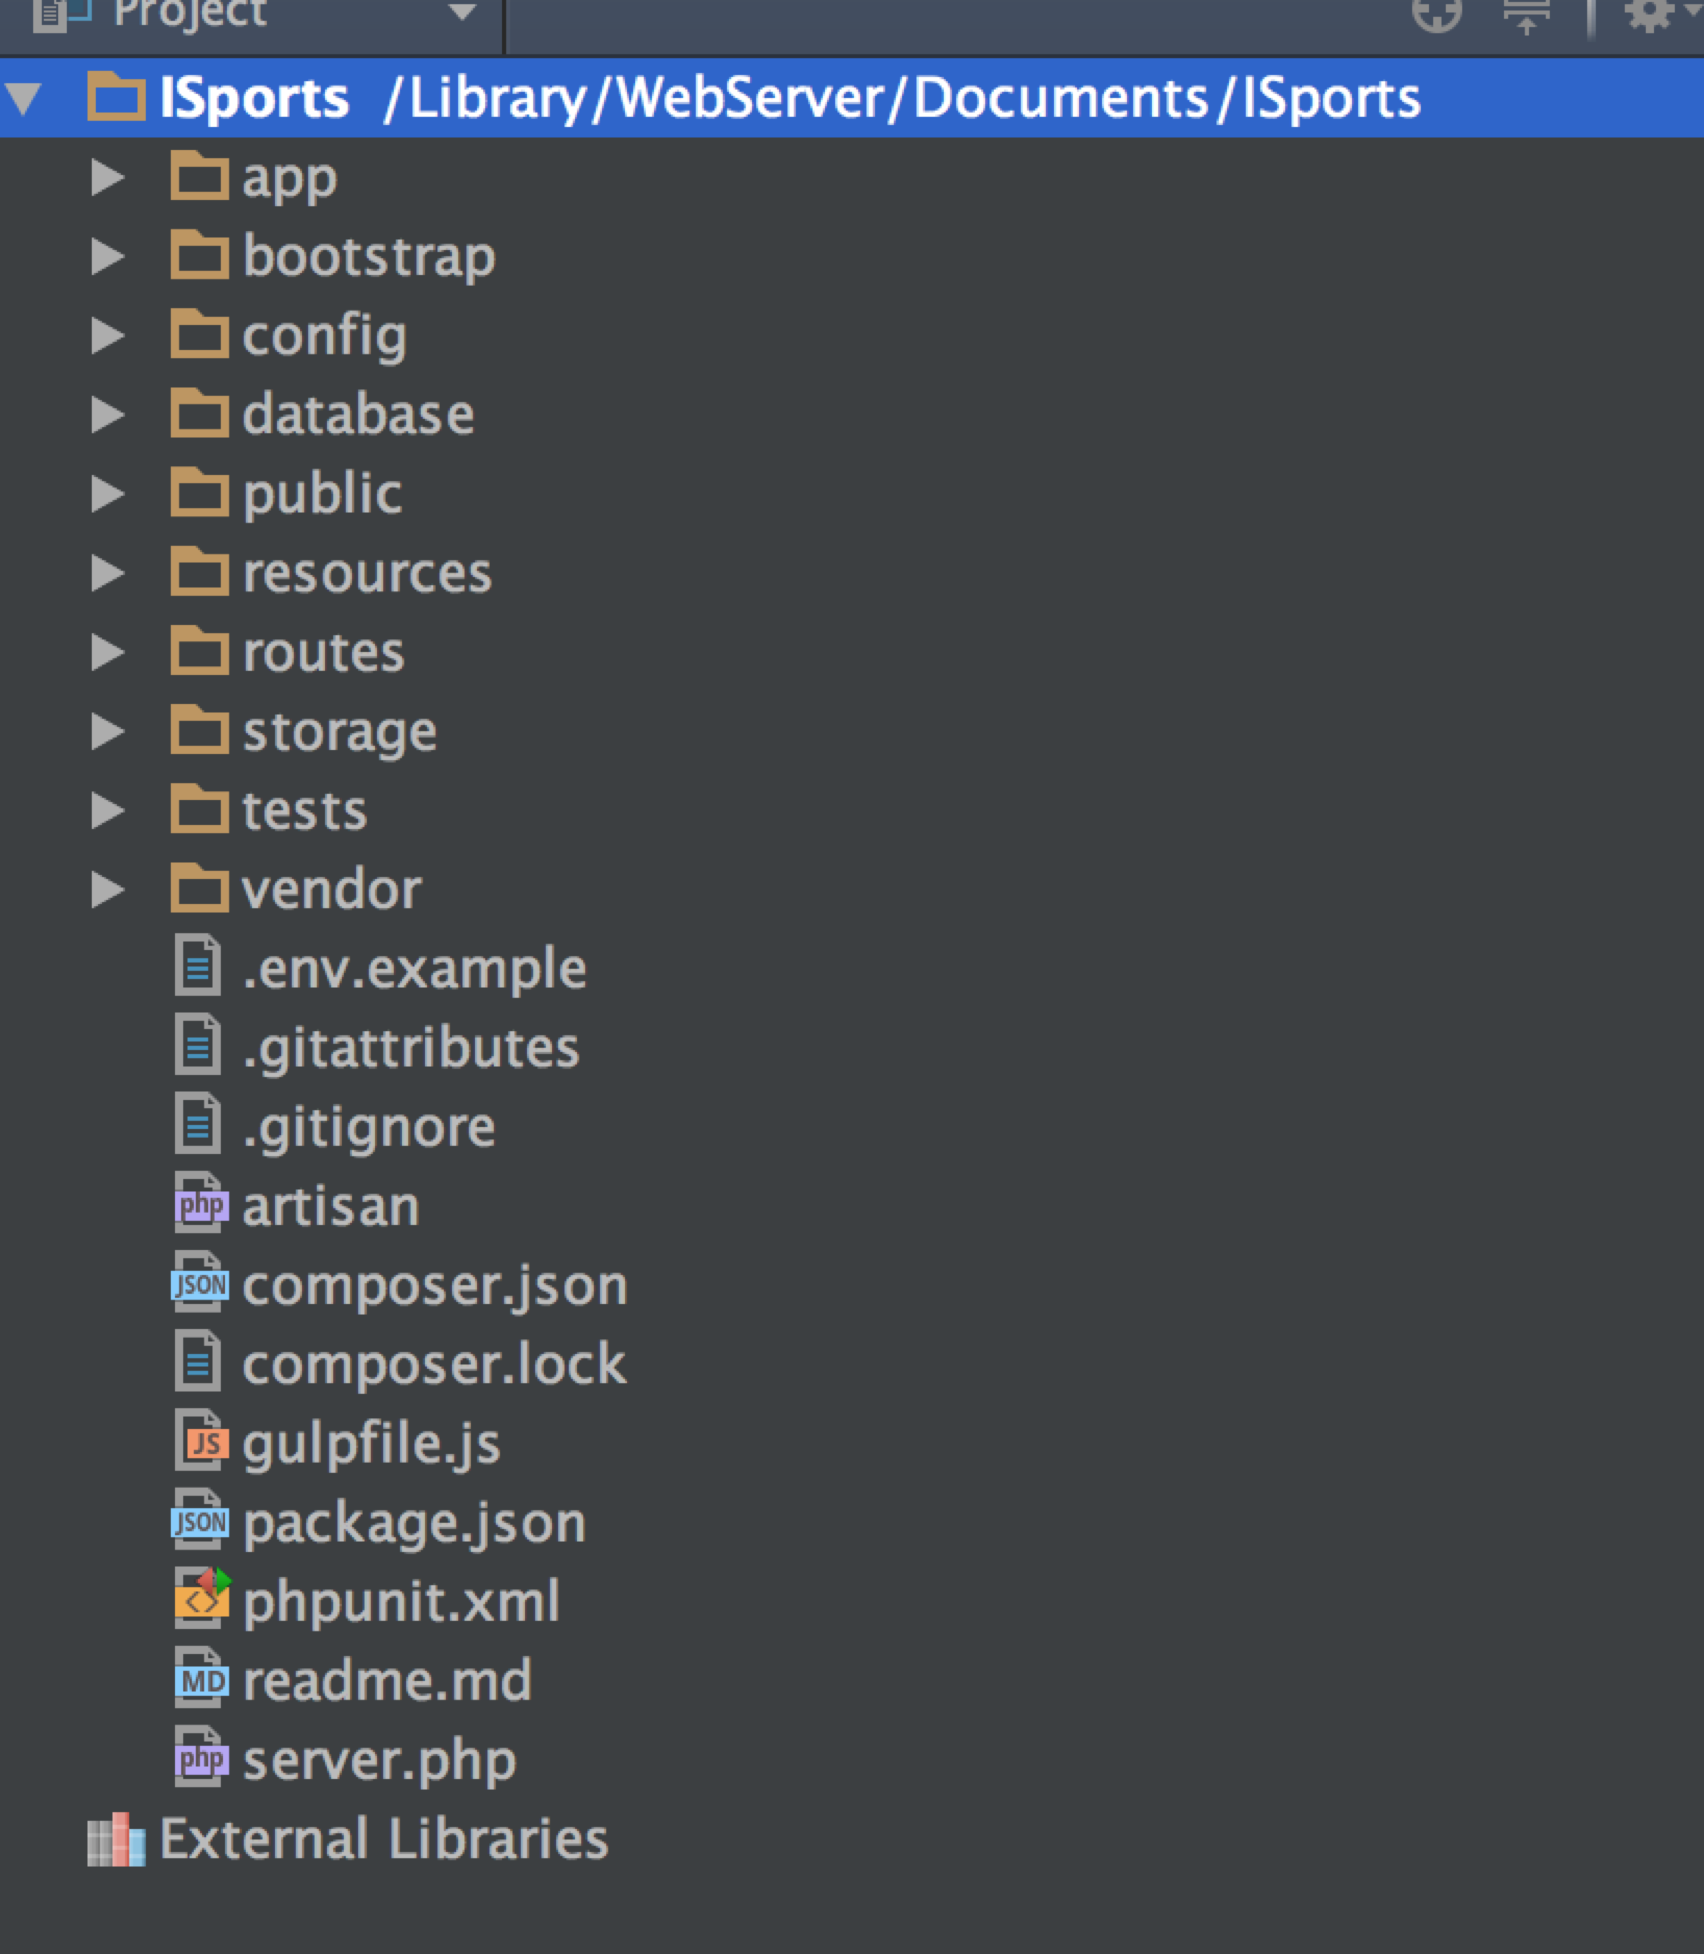 Project
ISports /Library/WebServer/Documents/ISports
app
bootstrap
config
database
public
resources
routes
storage
tests
vendor
.env.example
.gitattributes
.gitignore
php artisan
JSON composer.json
composer.lock
JS gulpfile.js
JSON package.json
<> phpunit.xml
MD readme.md
php server.php
External Libraries